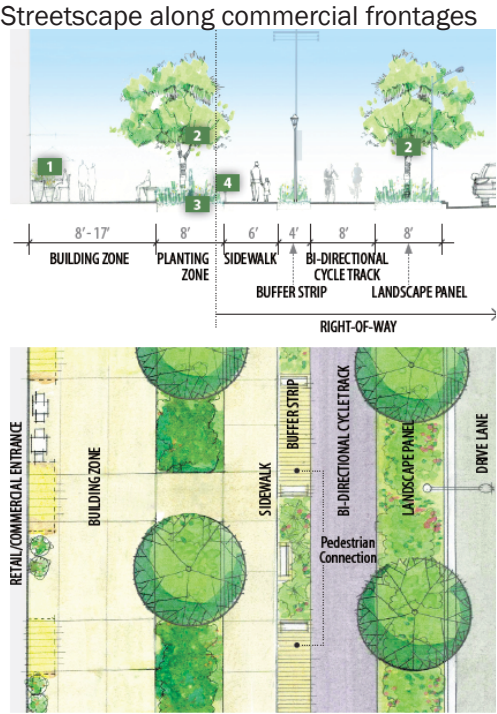 Streetscape along commercial frontages
1
2
2
3
4
8'- 17'
8'
6'
4'
8'
8'
BUILDING ZONE
PLANTING
ZONE
SIDEWALK
BI-DIRECTIONAL
CYCLE TRACK
BUFFER STRIP
LANDSCAPE PANEL
RIGHT-OF-WAY
RETAIL/COMMERCIAL ENTRANCE
BUILDING ZONE
SIDEWALK
BUFFER STRIP
BI-DIRECTIONAL CYCLE TRACK
LANDSCAPE PANEL
DRIVE LANE
Pedestrian
Connection